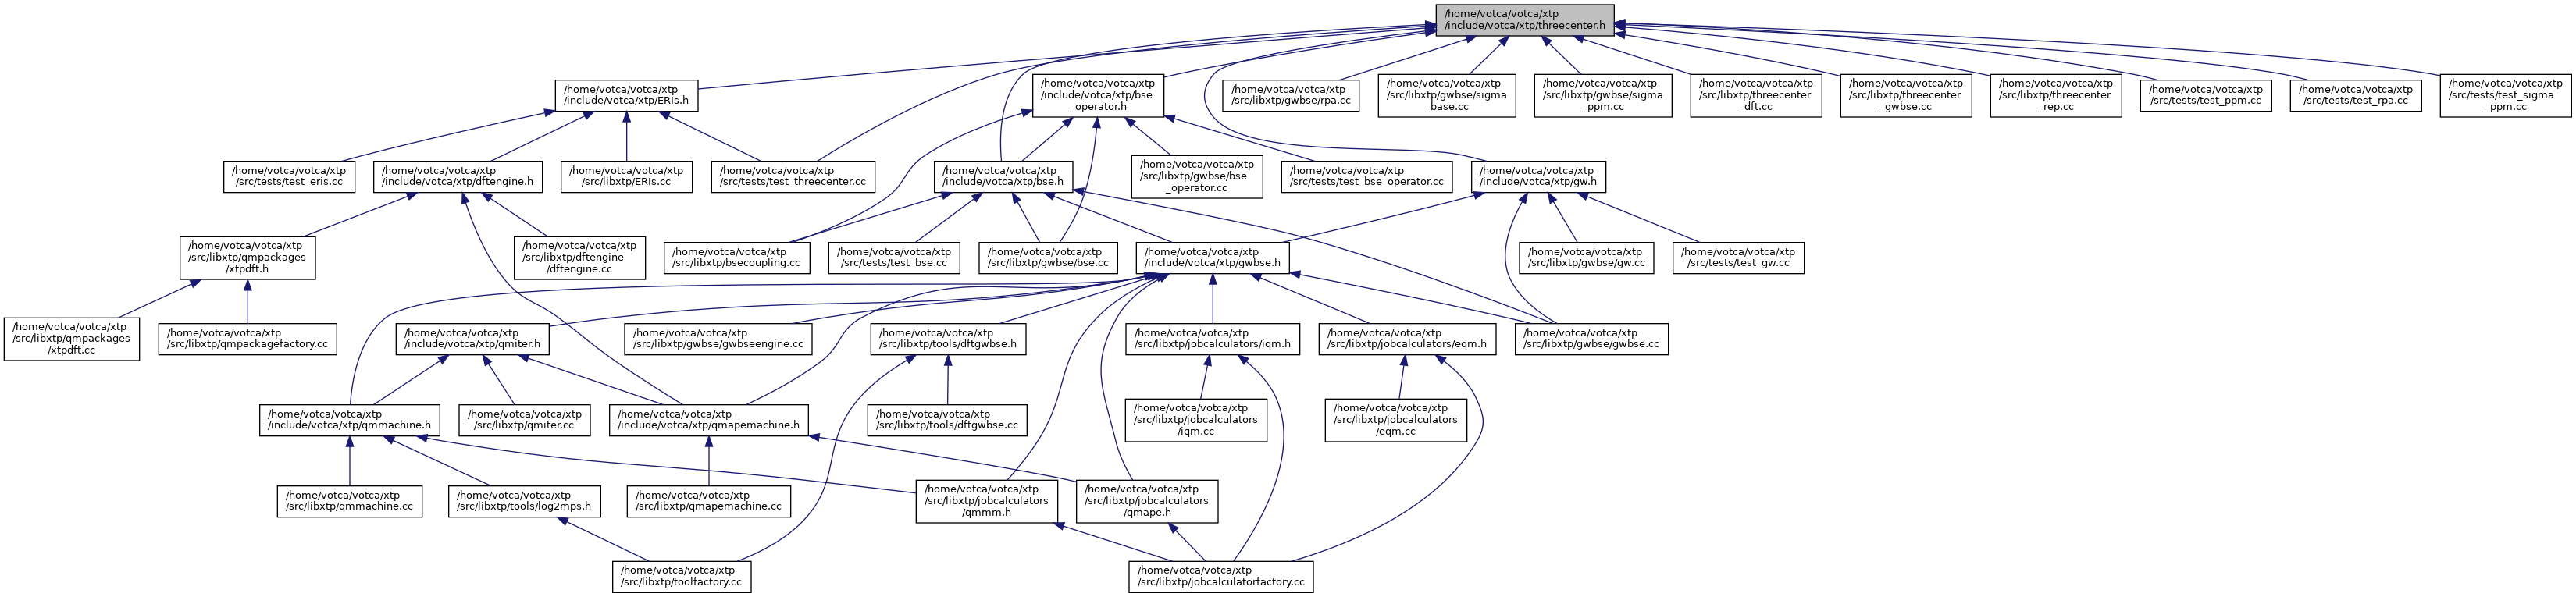 /home/votca/votca/xtp
/include/votca/xtp/threecenter.h
/home/votca/votca/xtp
/include/votca/xtp/ERIs.h
/home/votca/votca/xtp
/include/votca/xtp/bse
_operator.h
/home/votca/votca/xtp
/src/libxtp/gwbse/rpa.cc
/home/votca/votca/xtp
/src/libxtp/gwbse/sigma
_base.cc
/home/votca/votca/xtp
/src/libxtp/gwbse/sigma
_ppm.cc
/home/votca/votca/xtp
/src/libxtp/threecenter
_dft.cc
/home/votca/votca/xtp
/src/libxtp/threecenter
_gwbse.cc
/home/votca/votca/xtp
/src/libxtp/threecenter
_rep.cc
/home/votca/votca/xtp
/src/tests/test_ppm.cc
/home/votca/votca/xtp
/src/tests/test_rpa.cc
/home/votca/votca/xtp
/src/tests/test_sigma
_ppm.cc
/home/votca/votca/xtp
/src/tests/test_eris.cc
/home/votca/votca/xtp
/include/votca/xtp/dftengine.h
/home/votca/votca/xtp
/src/libxtp/ERIs.cc
/home/votca/votca/xtp
/src/tests/test_threecenter.cc
/home/votca/votca/xtp
/include/votca/xtp/bse.h
/home/votca/votca/xtp
/src/libxtp/gwbse/bse
_operator.cc
/home/votca/votca/xtp
/src/tests/test_bse_operator.cc
/home/votca/votca/xtp
/include/votca/xtp/gw.h
/home/votca/votca/xtp
/src/libxtp/qmpackages
/xtpdft.h
/home/votca/votca/xtp
/src/libxtp/dftengine
/dftengine.cc
/home/votca/votca/xtp
/src/libxtp/bsecoupling.cc
/home/votca/votca/xtp
/src/tests/test_bse.cc
/home/votca/votca/xtp
/src/libxtp/gwbse/bse.cc
/home/votca/votca/xtp
/include/votca/xtp/gwbse.h
/home/votca/votca/xtp
/src/libxtp/gwbse/gw.cc
/home/votca/votca/xtp
/src/tests/test_gw.cc
/home/votca/votca/xtp
/src/libxtp/qmpackages
/xtpdft.cc
/home/votca/votca/xtp
/src/libxtp/qmpackagefactory.cc
/home/votca/votca/xtp
/include/votca/xtp/qmiter.h
/home/votca/votca/xtp
/src/libxtp/gwbse/gwbseengine.cc
/home/votca/votca/xtp
/src/libxtp/tools/dftgwbse.h
/home/votca/votca/xtp
/src/libxtp/jobcalculators/iqm.h
/home/votca/votca/xtp
/src/libxtp/jobcalculators/eqm.h
/home/votca/votca/xtp
/src/libxtp/gwbse/gwbse.cc
/home/votca/votca/xtp
/include/votca/xtp/qmmachine.h
/home/votca/votca/xtp
/src/libxtp/qmiter.cc
/home/votca/votca/xtp
/include/votca/xtp/qmapemachine.h
/home/votca/votca/xtp
/src/libxtp/tools/dftgwbse.cc
/home/votca/votca/xtp
/src/libxtp/jobcalculators
/iqm.cc
/home/votca/votca/xtp
/src/libxtp/jobcalculators
/eqm.cc
/home/votca/votca/xtp
/src/libxtp/qmmachine.cc
/home/votca/votca/xtp
/src/libxtp/tools/log2mps.h
/home/votca/votca/xtp
/src/libxtp/qmapemachine.cc
/home/votca/votca/xtp
/src/libxtp/jobcalculators
/qmmm.h
/home/votca/votca/xtp
/src/libxtp/jobcalculators
/qmape.h
/home/votca/votca/xtp
/src/libxtp/toolfactory.cc
/home/votca/votca/xtp
/src/libxtp/jobcalculatorfactory.cc